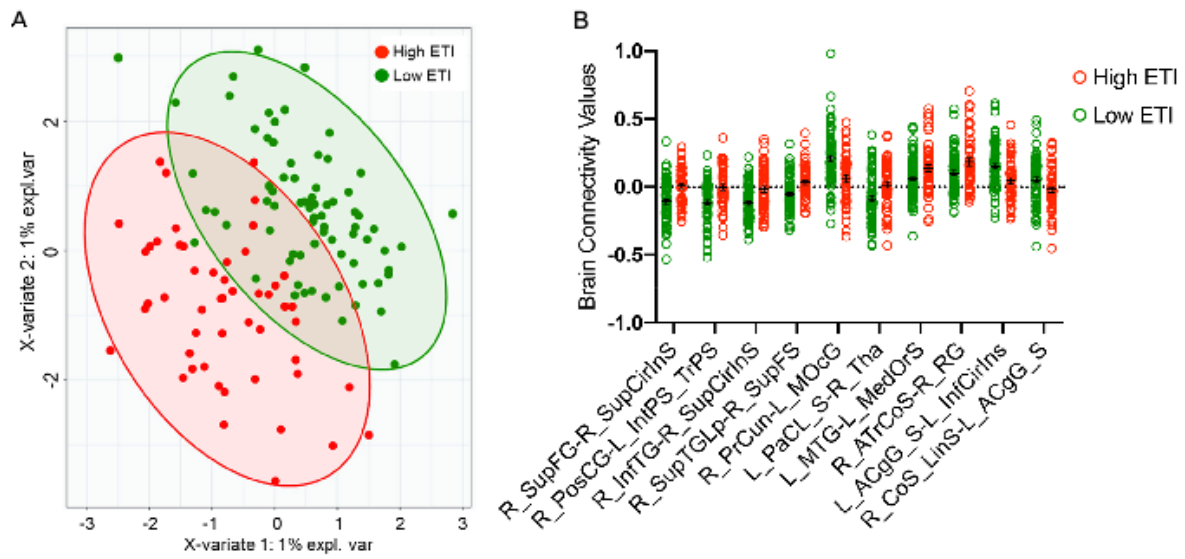 A
High ETI
Low ETI
X-variate 2: 1% expl.var
2
0
-2
-3
-2
-1
0
1
2
3
X-variate 1: 1% expl. var
B
High ETI
Low ETI
Brain Connectivity Values
1.0
0.5
0.0
-0.5
-1.0
R_SupFG-R_SupCirInS
R_PosCG-L_IntPS_TrPS
R_InfTG-R_SupCirInS
R_SupTGLp-R_SupFS
R_PrCun-L_MOcG
L_PaCL_S-R_Tha
L_MTG-L_MedOrS
R_ATrCoS-R_RG
L_ACgG_S-L_InfCirIns
R_CoS_LinS-L_ACgG_S